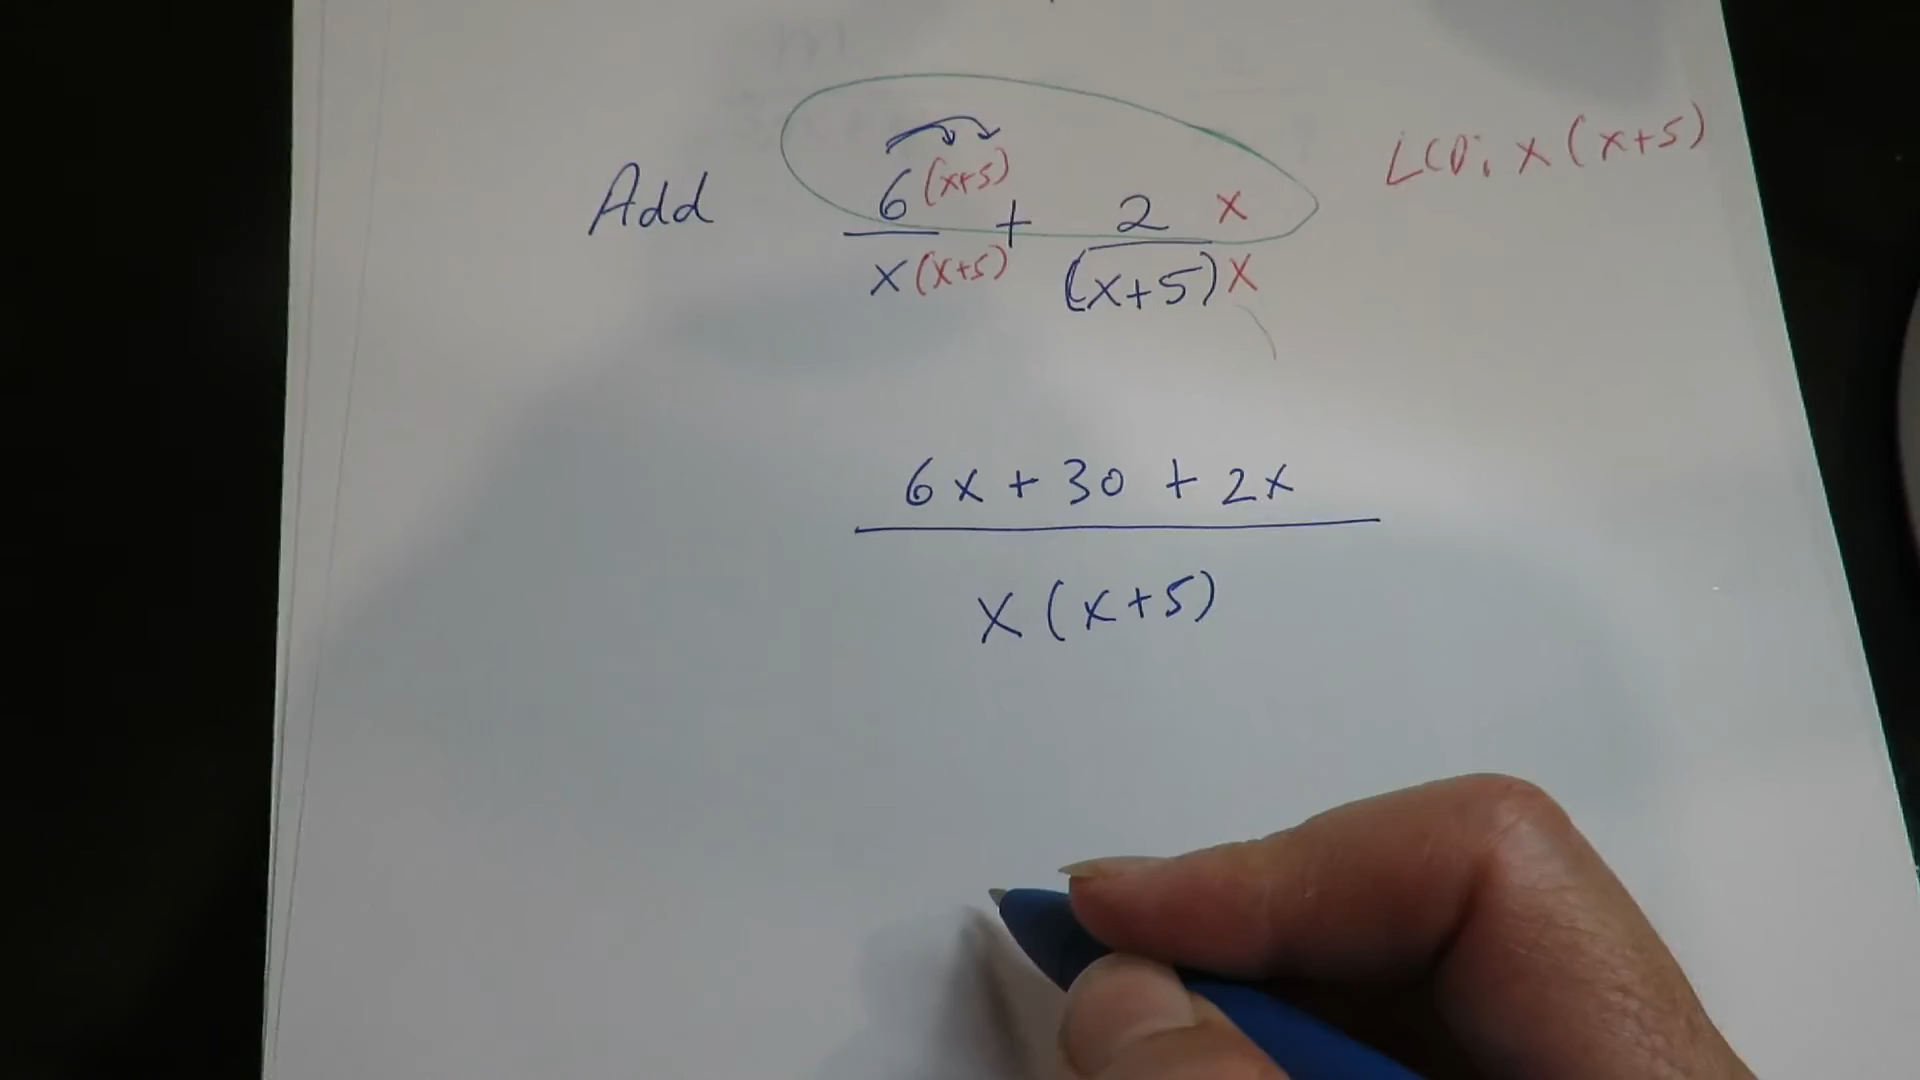 Add 6(x+5)/x(x+5) + 2 x/(x+5)x
LCD: x(x+5)
6x + 30 + 2x
x(x+5)